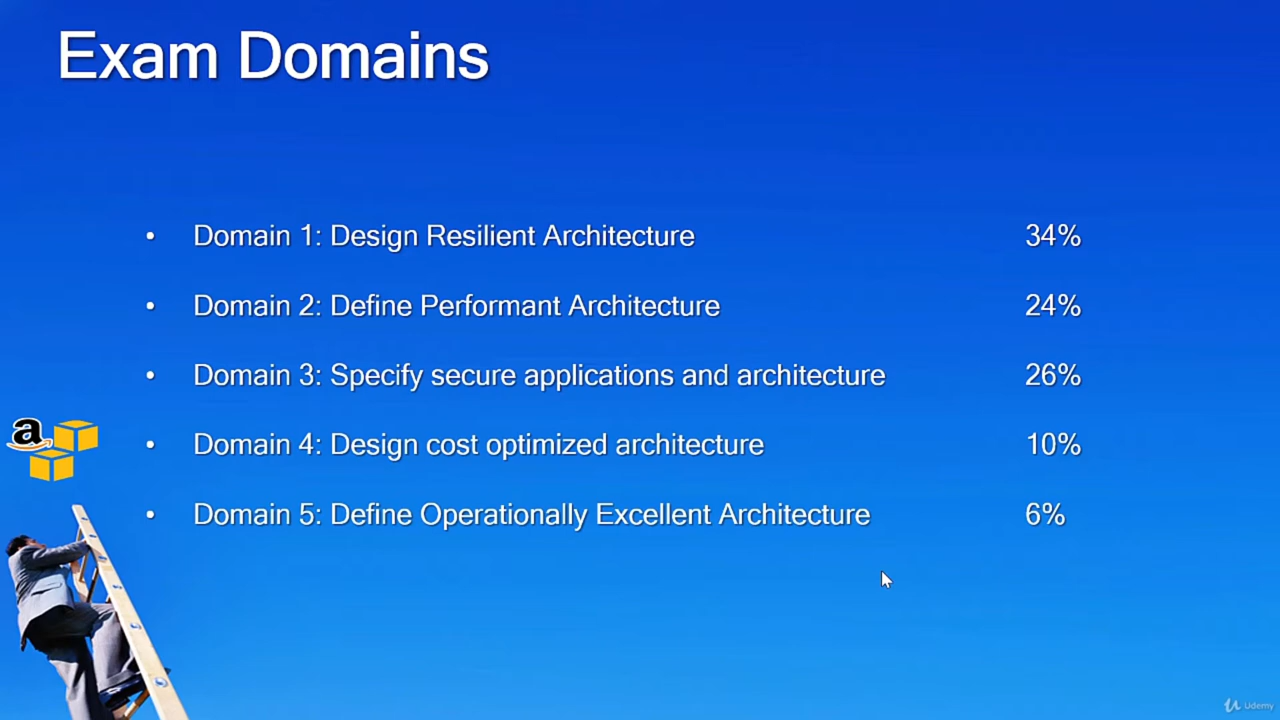 Exam Domains
• Domain 1: Design Resilient Architecture 34%
• Domain 2: Define Performant Architecture 24%
• Domain 3: Specify secure applications and architecture 26%
• Domain 4: Design cost optimized architecture 10%
• Domain 5: Define Operationally Excellent Architecture 6%
a
Udemy